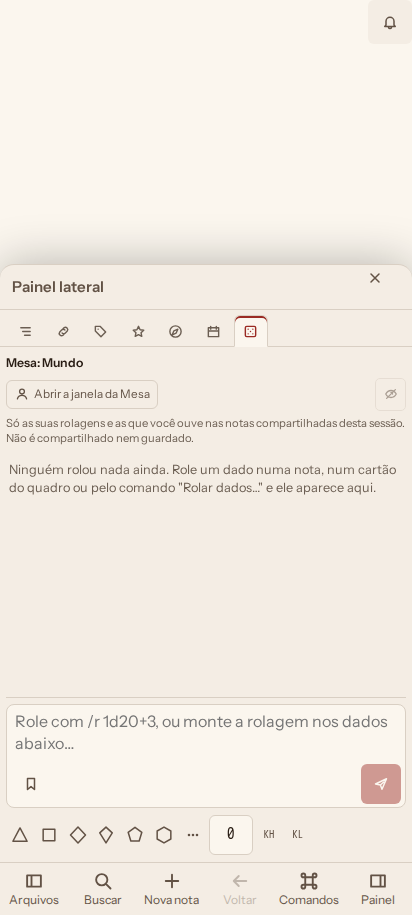 Painel lateral
Mesa: Mundo
Abrir a janela da Mesa
Só as suas rolagens e as que você ouve nas notas compartilhadas desta sessão.
Não é compartilhado nem guardado.
Ninguém rolou nada ainda. Role um dado numa nota, num cartão
do quadro ou pelo comando "Rolar dados…" e ele aparece aqui.
Role com /r 1d20+3, ou monte a rolagem nos dados
abaixo…
0 KH KL
Arquivos Buscar Nova nota Voltar Comandos Painel